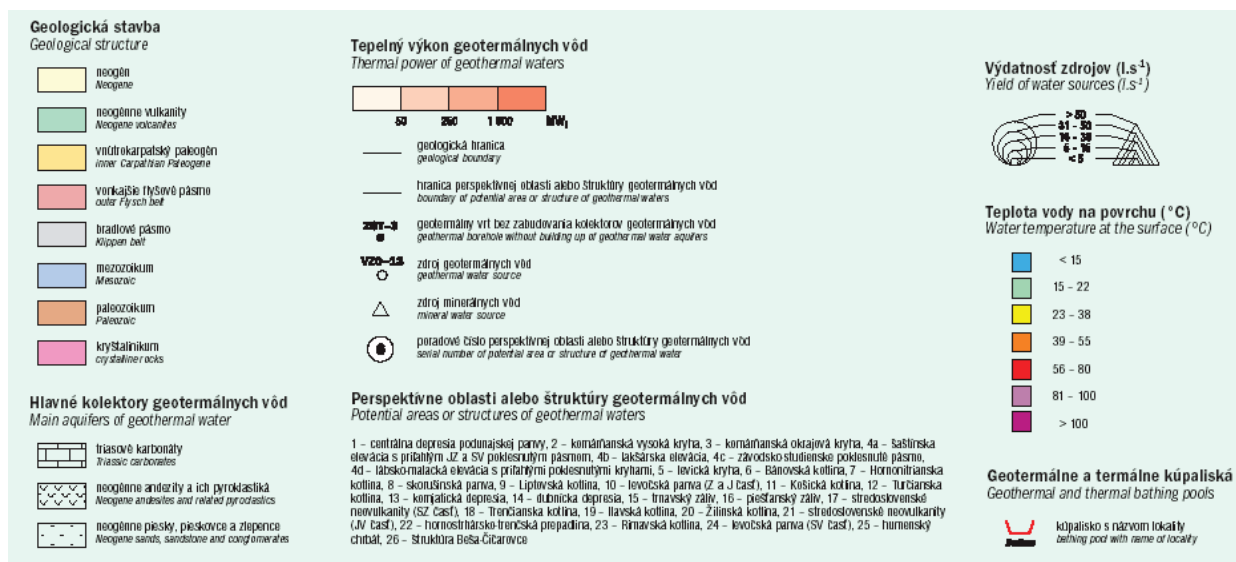 Geologická stavba
Geological structure
neogén
Neogene
neogénne vulkanity
Neogene volcanites
vnútrokarpatský paleogén
inner Carpathian Paleogene
vonkajšie flyšové pásmo
outer Flysch belt
bradlové pásmo
Klippen belt
mezozoikum
Mesozoic
paleozoikum
Paleozoic
kryštalinikum
crystalline rocks
Hlavné kolektory geotermálnych vôd
Main aquifers of geothermal water
triasové karbonáty
Triassic carbonates
neogénne andezity a ich pyroklastiká
Neogene andesites and related pyroclastics
neogénne piesky, pieskovce a zlepence
Neogene sands, sandstone and conglomerates
Tepelný výkon geotermálnych vôd
Thermal power of geothermal waters
50 250 1 000 MWt
geologická hranica
geological boundary
hranica perspektívnej oblasti alebo štruktúry geotermálnych vôd
boundary of potential area or structure of geothermal waters
geotermálny vrt bez zabudovania kolektorov geotermálnych vôd
geothermal borehole without building up of geothermal water aquifers
VZO-13
zdroj geotermálnych vôd
geothermal water source
zdroj minerálnych vôd
mineral water source
6
poradové číslo perspektívnej oblasti alebo štruktúry geotermálnych vôd
serial number of potential area or structure of geothermal water
Perspektívne oblasti alebo štruktúry geotermálnych vôd
Potential areas or structures of geothermal waters
1 – centrálna depresia podunajskej panvy, 2 – komárňanská vysoká kryha, 3 – komárňanská okrajová kryha, 4a – šaštínska
elevácia s priľahlým JZ a SV poklesnutým pásmom, 4b – lakšárska elevácia, 4c – závodsko studienske poklesnuté pásmo,
4d – lábsko-malacká elevácia s priľahlými poklesnutými kryhami, 5 – levická kryha, 6 – Bánovská kotlina, 7 – Hornonitrianska
kotlina, 8 – skorušinská panva, 9 – Liptovská kotlina, 10 – levočská panva (Z a J časť), 11 – Košická kotlina, 12 – Turčianska
kotlina, 13 – komjatická depresia, 14 – dubnícka depresia, 15 – trnavský záliv, 16 – piešťanský záliv, 17 – stredoslovenské
neovulkanity (SZ časť), 18 – Trenčianska kotlina, 19 – Ilavská kotlina, 20 – Žilinská kotlina, 21 – stredoslovenské neovulkanity
(JV časť), 22 – hornostrhársko-trenčská prepadlina, 23 – Rimavská kotlina, 24 – levočská panva (SV časť), 25 – humenský
chrbát, 26 – štruktúra Beša-Čičarovce
Výdatnosť zdrojov (l.s-1)
Yield of water sources (l.s-1)
> 50
31 - 50
16 - 30
6 - 15
< 5
Teplota vody na povrchu (°C)
Water temperature at the surface (°C)
< 15
15 – 22
23 – 38
39 – 55
56 – 80
81 – 100
> 100
Geotermálne a termálne kúpaliská
Geothermal and thermal bathing pools
kúpalisko s názvom lokality
bathing pool with name of locality